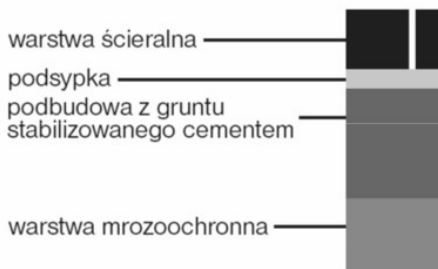 warstwa ścieralna
podsypka
podbudowa z gruntu
stabilizowanego cementem
warstwa mrozoochronna